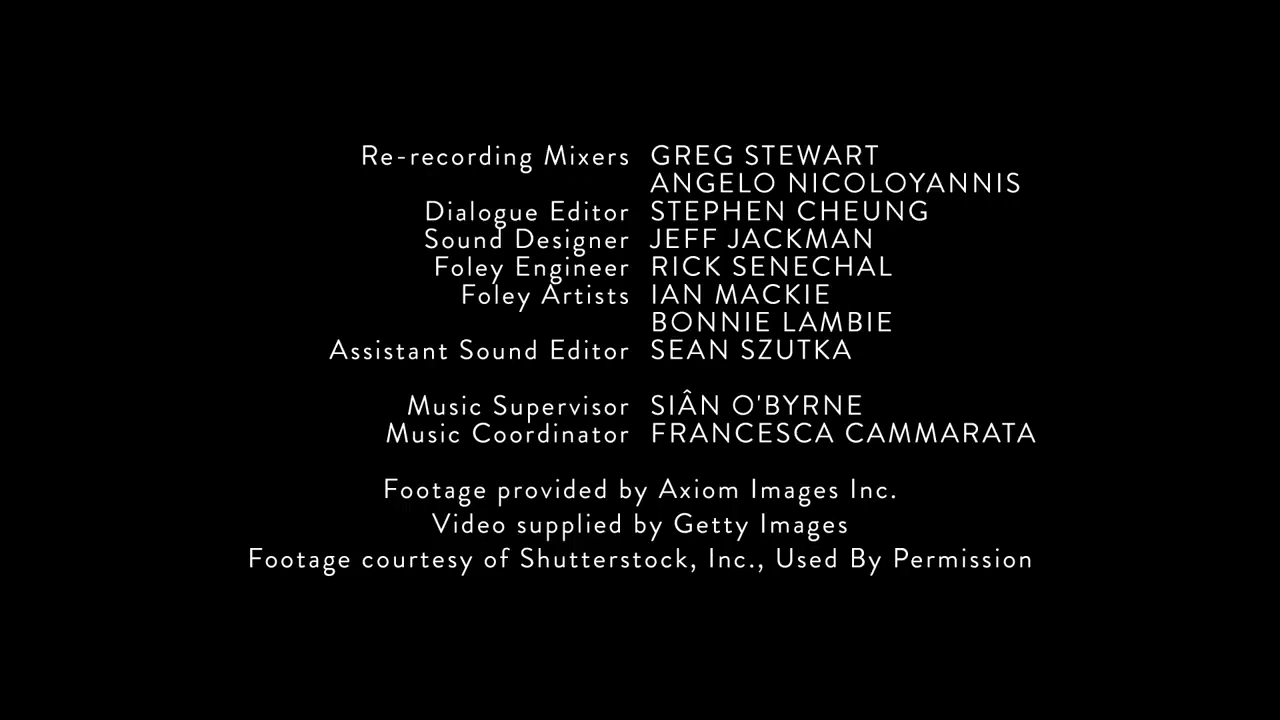 Re-recording Mixers GREG STEWART
ANGELO NICOLOYANNIS
Dialogue Editor STEPHEN CHEUNG
Sound Designer JEFF JACKMAN
Foley Engineer RICK SENECHAL
Foley Artists IAN MACKIE
BONNIE LAMBIE
Assistant Sound Editor SEAN SZUTKA
Music Supervisor SIÂN O'BYRNE
Music Coordinator FRANCESCA CAMMARATA
Footage provided by Axiom Images Inc.
Video supplied by Getty Images
Footage courtesy of Shutterstock, Inc., Used By Permission